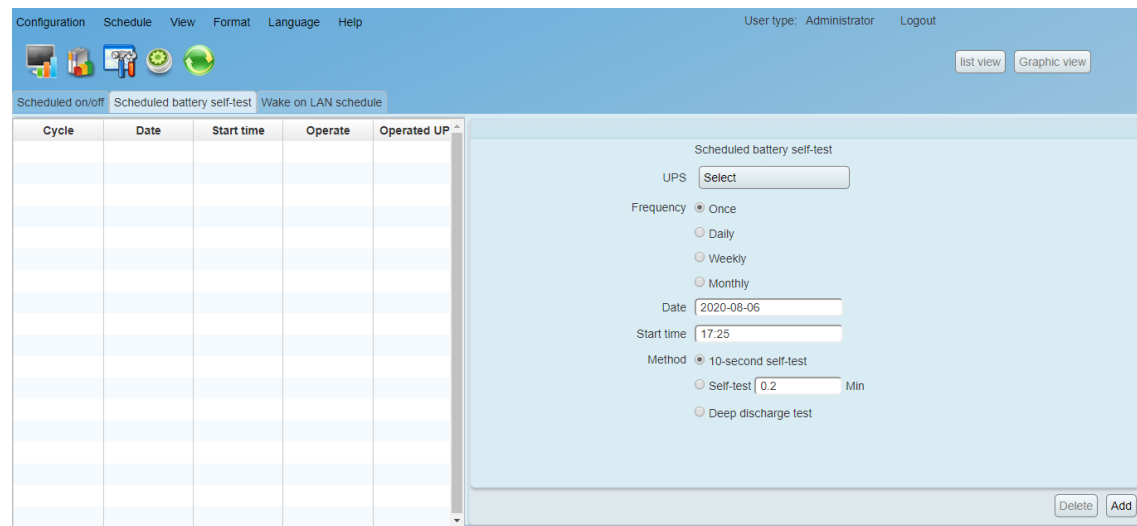 Configuration Schedule View Format Language Help User type: Administrator Logout
list view Graphic view
Scheduled on/off Scheduled battery self-test Wake on LAN schedule
Cycle Date Start time Operate Operated UP
Scheduled battery self-test
UPS Select
Frequency Once
Daily
Weekly
Monthly
Date 2020-08-06
Start time 17:25
Method 10-second self-test
Self-test 0.2 Min
Deep discharge test
Delete Add